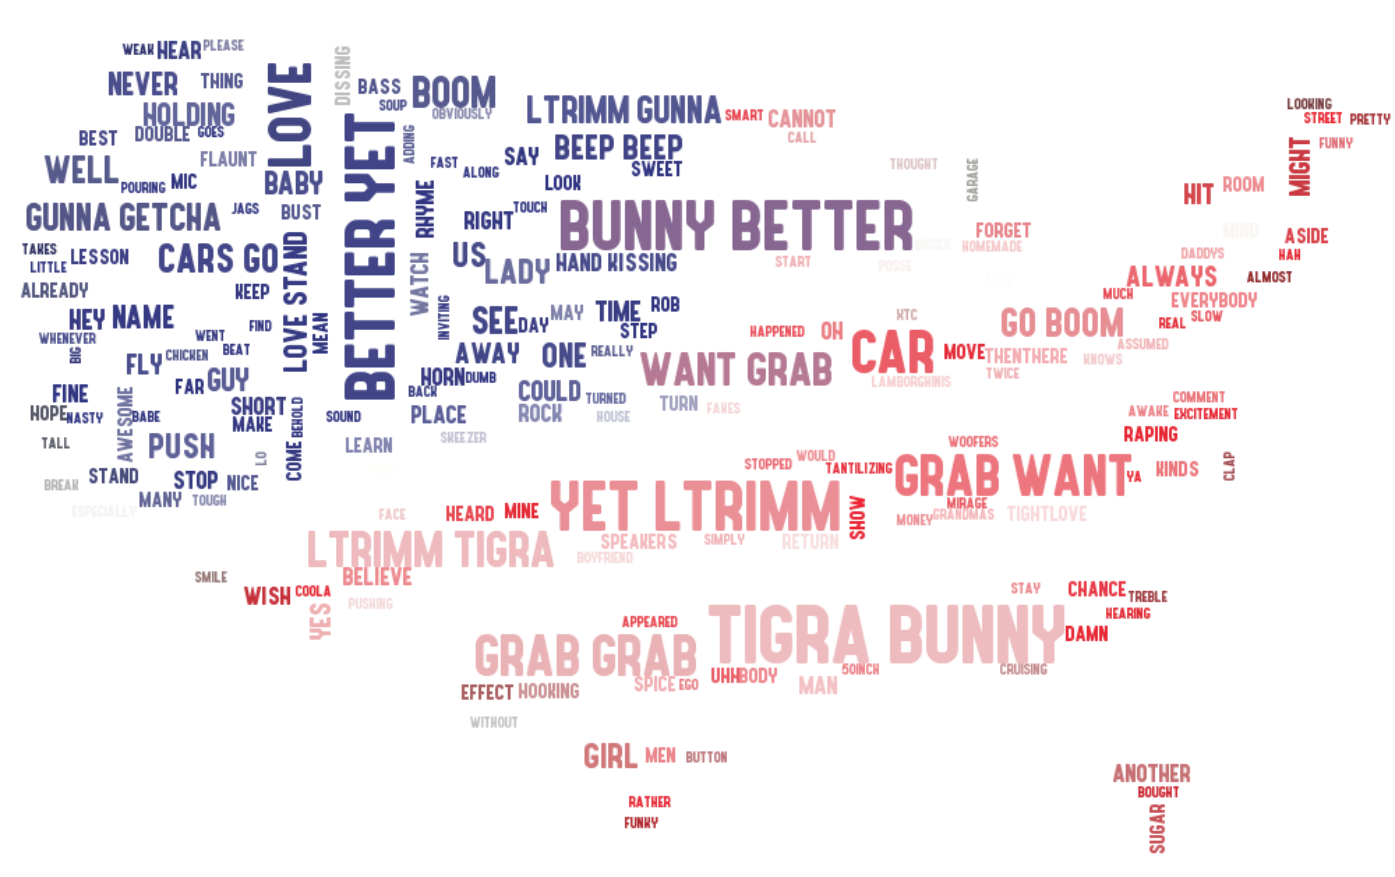 WEAK HEAR PLEASE
NEVER THING
HOLDING
BEST DOUBLE GOES
WELL FLAUNT
POURING MIC
GUNNA GETCHA JAGS BUST
TAKES LESSON CARS GO
LITTLE
ALREADY KEEP
HEY NAME
WHENEVER WENT FIND
BIG FLY CHICKEN BEAT
FINE FAR GUY
HOPE NASTY AWESOME BABE SHORT
MAKE
TALL PUSH LO
BREAK STAND STOP NICE
ESPECIALLY MANY TOUGH
LOVE
BABY
LOVE STAND
MEAN
BEHOLD
COME
DISSING
BETTER YET
BASS BOOM
SOUP OBVIOUSLY
ADDING
RHYME
WATCH
INVITING
FAST ALONG SAY
LTRIMM GUNNA SMART CANNOT
CALL
BEEP BEEP
SWEET
LOOK
RIGHT TOUCH
BUNNY BETTER
US LADY HAND KISSING START
SEE DAY MAY TIME ROB
STEP
AWAY ONE REALLY
HORN DUMB
BACK COULD TURNED
SOUND PLACE ROCK HOUSE
LEARN SKEEZER
WANT GRAB
TURN FAKES
HAPPENED OH CAR MOVE
LAMBORGHINIS
KTC
THOUGHT GARAGE
FORGET
BIGGER HOMEMADE
POSSE
GO BOOM
THENTHERE ASSUMED
KNOWS
TWICE
LOOKING
STREET PRETTY
MIGHT FUNNY
HIT ROOM
MIND ASIDE
DADDYS HAH
ALWAYS ALMOST
MUCH EVERYBODY
REAL SLOW
COMMENT
AWAKE EXCITEMENT
RAPING
WOOFERS
STOPPED WOULD
TANTILIZING GRAB WANT YA KINDS CLAP
MIRAGE
MONEY GRANDMAS TIGHTLOVE
YET LTRIMM SHOW
FACE HEARD MINE
LTRIMM TIGRA SPEAKERS SIMPLY RETURN
BOYFRIEND
SMILE BELIEVE
WISH COOLA
YES PUSHING
STAY CHANCE TREBLE
HEARING
APPEARED TIGRA BUNNY DAMN
GRAB GRAB
50INCH CRUISING
SPICE EGO UHH BODY MAN
EFFECT HOOKING
WITHOUT
GIRL MEN BUTTON
RATHER
FUNKY
ANOTHER
BOUGHT
SUGAR